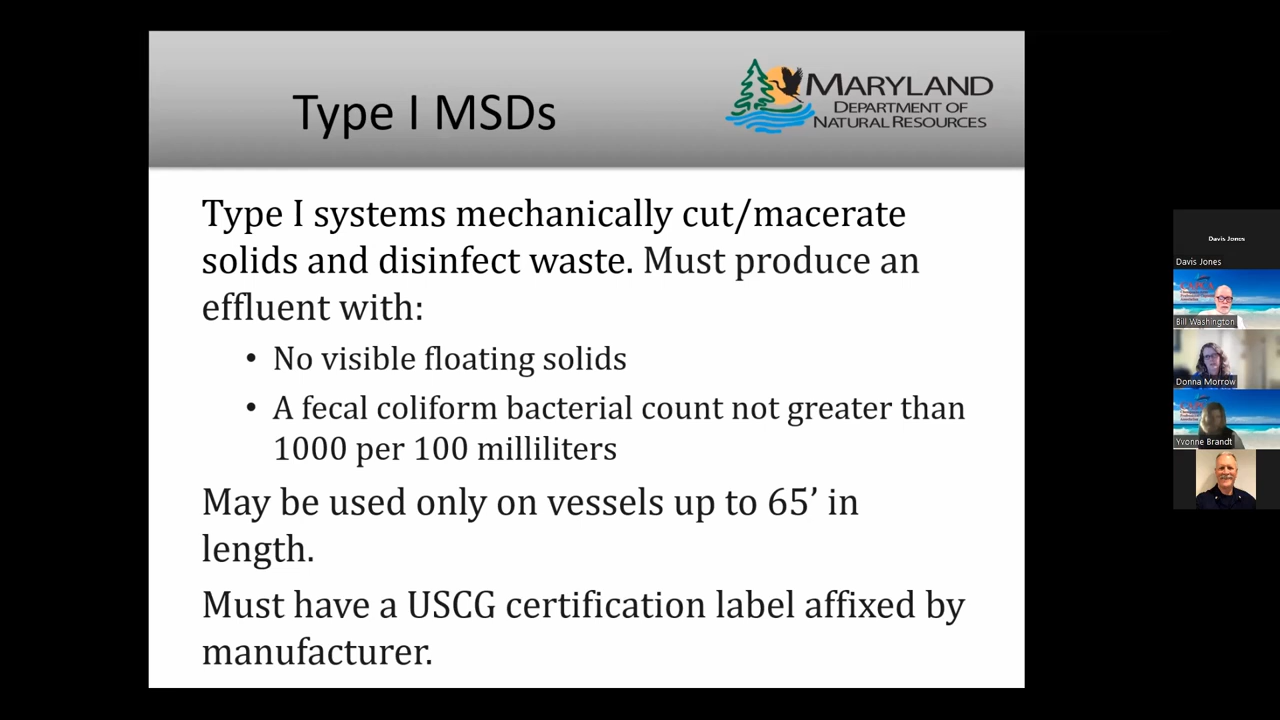 Type I MSDs
MARYLAND
DEPARTMENT OF
NATURAL RESOURCES
Type I systems mechanically cut/macerate
solids and disinfect waste. Must produce an
effluent with:
• No visible floating solids
• A fecal coliform bacterial count not greater than
1000 per 100 milliliters
May be used only on vessels up to 65’ in
length.
Must have a USCG certification label affixed by
manufacturer.
Davis Jones
Davis Jones
Bill Washington
Donna Morrow
Yvonne Brandt